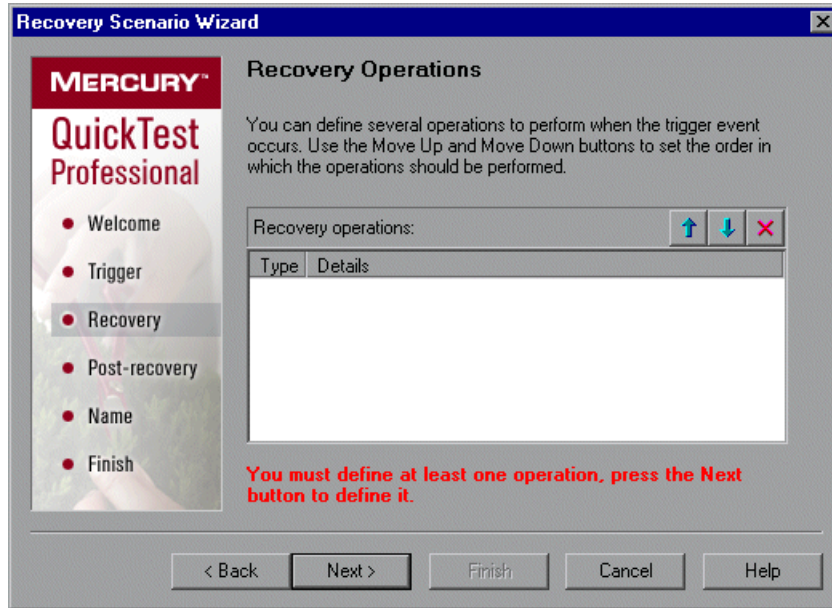 Recovery Scenario Wizard
MERCURY™
QuickTest
Professional
Welcome
Trigger
Recovery
Post-recovery
Name
Finish
Recovery Operations
You can define several operations to perform when the trigger event
occurs. Use the Move Up and Move Down buttons to set the order in
which the operations should be performed.
Recovery operations:
Type Details
You must define at least one operation, press the Next
button to define it.
< Back Next > Finish Cancel Help